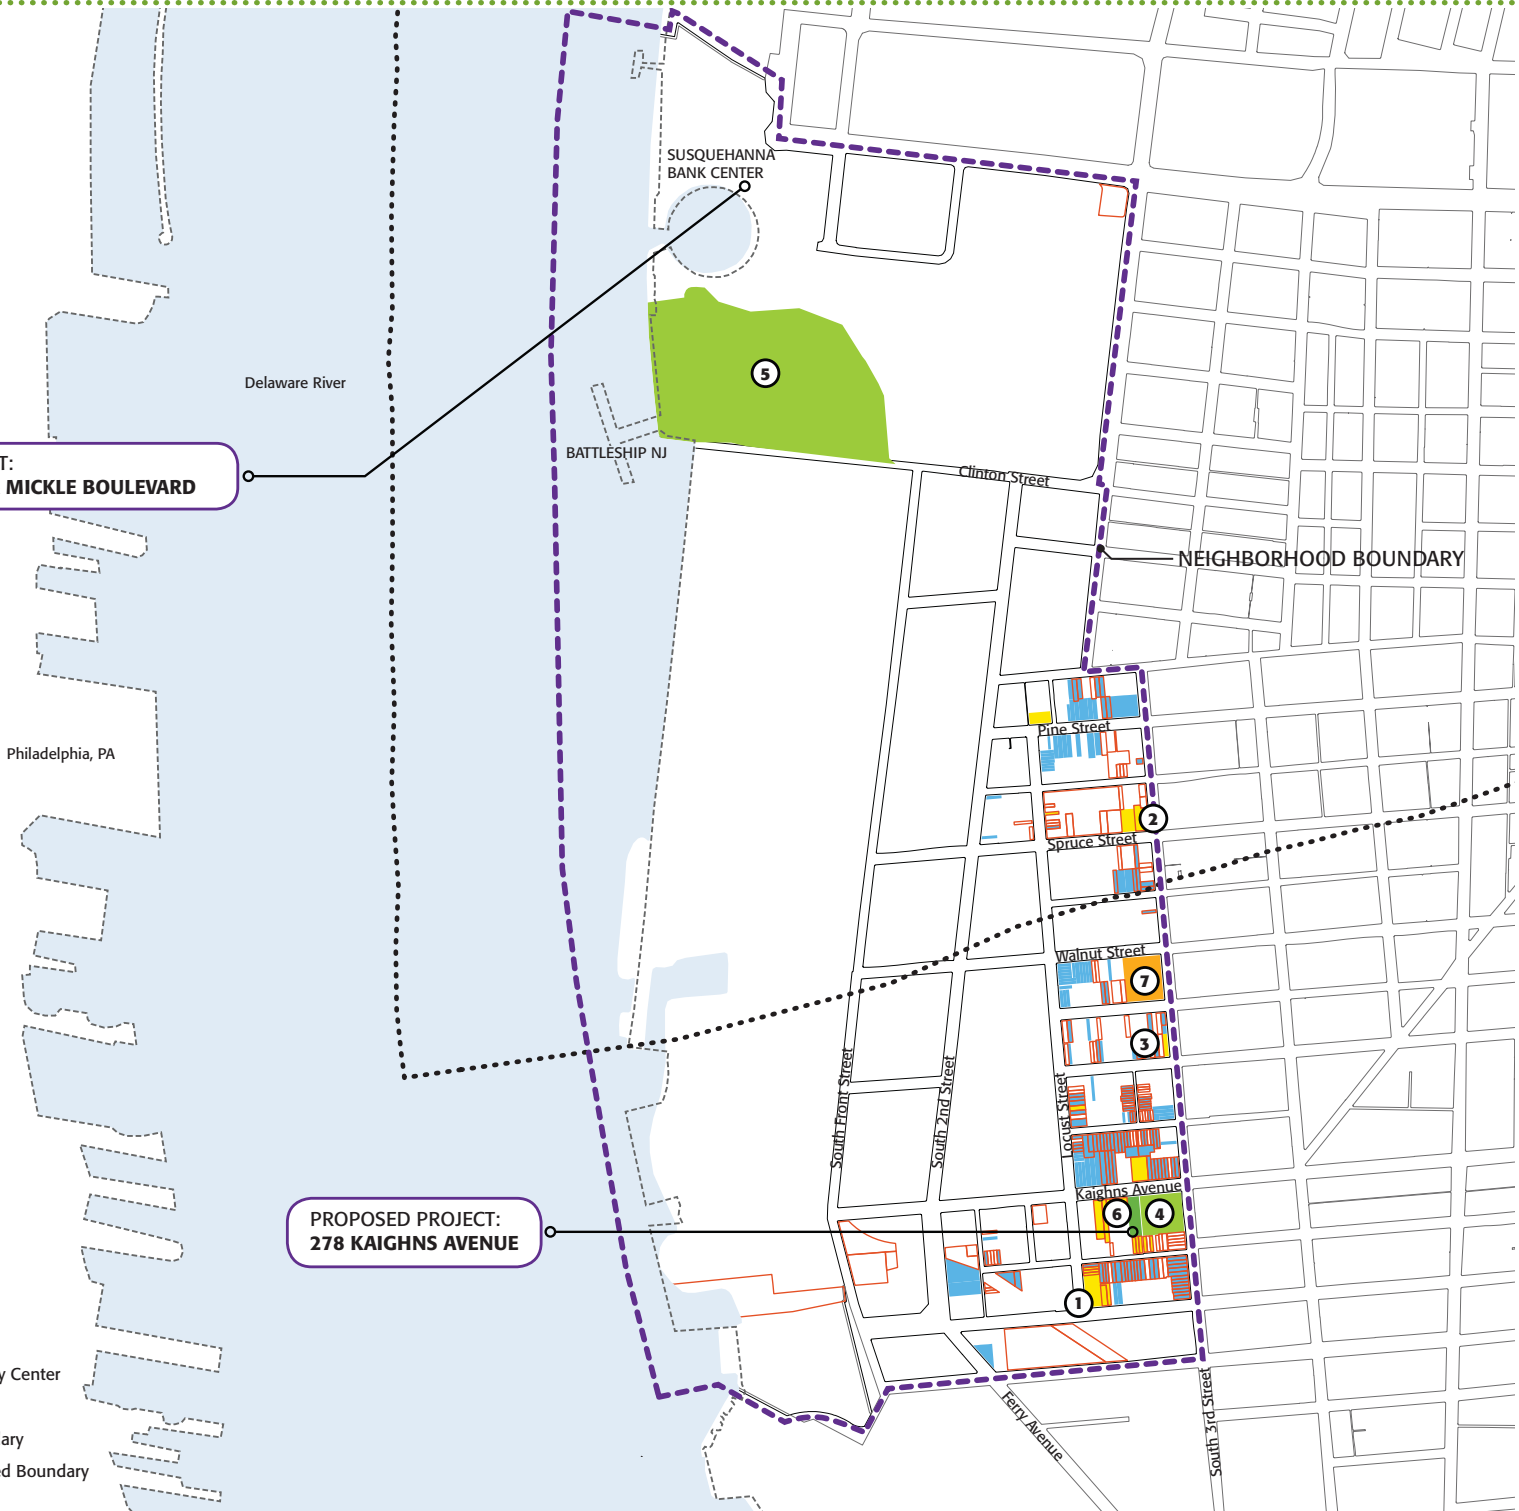 SUSQUEHANNA
BANK CENTER
5
Delaware River
BATTLESHIP NJ
T:
MICKLE BOULEVARD
Clinton Street
NEIGHBORHOOD BOUNDARY
Pine Street
Philadelphia, PA
2
Spruce Street
Walnut Street
7
3
South Front Street
South 2nd Street
Locust Street
Kaighns Avenue
6
4
PROPOSED PROJECT:
278 KAIGHNS AVENUE
1
y Center
Ferry Avenue
South 3rd Street
ary
ed Boundary